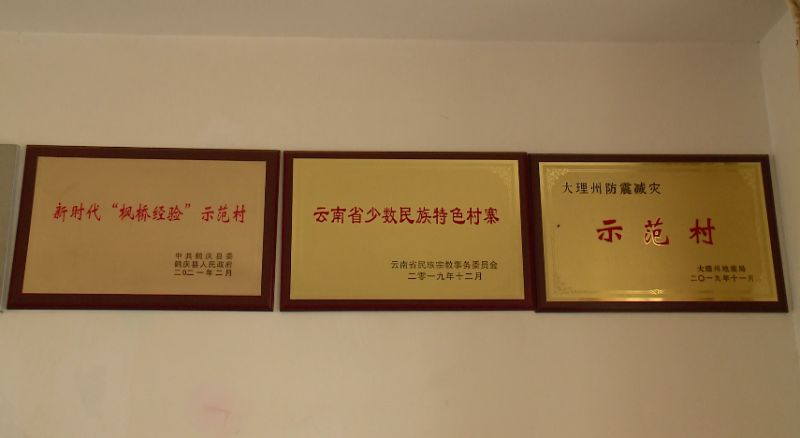 新时代“枫桥经验”示范村
中共鹤庆县委
鹤庆县人民政府
二〇二一年二月
云南省少数民族特色村寨
云南省民族宗教事务委员会
二零一九年十二月
大理州防震减灾
示范村
大理州地震局
二〇一九年十一月